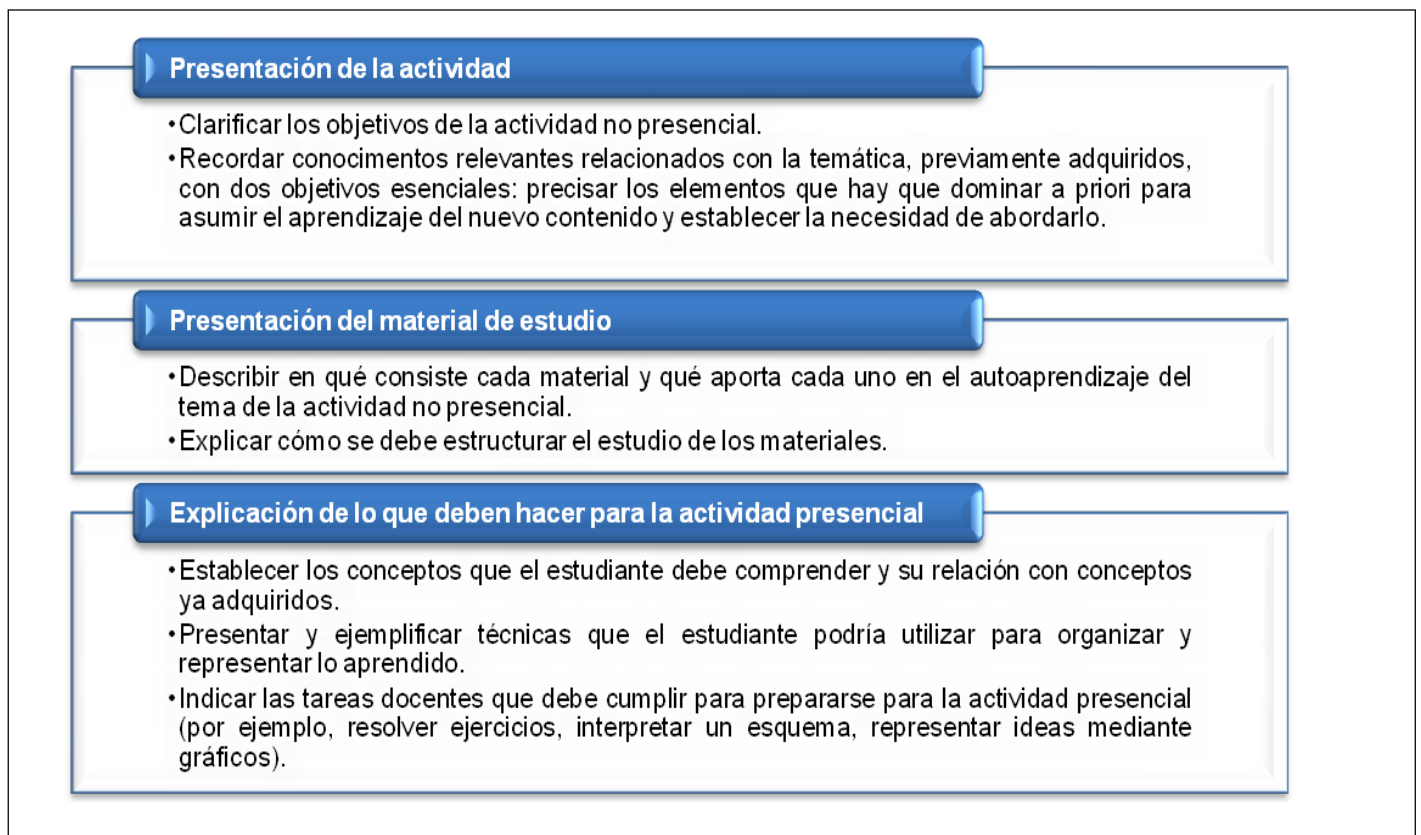 Presentación de la actividad
•Clarificar los objetivos de la actividad no presencial.
•Recordar conocimentos relevantes relacionados con la temática, previamente adquiridos,
con dos objetivos esenciales: precisar los elementos que hay que dominar a priori para
asumir el aprendizaje del nuevo contenido y establecer la necesidad de abordarlo.
Presentación del material de estudio
•Describir en qué consiste cada material y qué aporta cada uno en el autoaprendizaje del
tema de la actividad no presencial.
•Explicar cómo se debe estructurar el estudio de los materiales.
Explicación de lo que deben hacer para la actividad presencial
•Establecer los conceptos que el estudiante debe comprender y su relación con conceptos
ya adquiridos.
•Presentar y ejemplificar técnicas que el estudiante podría utilizar para organizar y
representar lo aprendido.
•Indicar las tareas docentes que debe cumplir para prepararse para la actividad presencial
(por ejemplo, resolver ejercicios, interpretar un esquema, representar ideas mediante
gráficos).